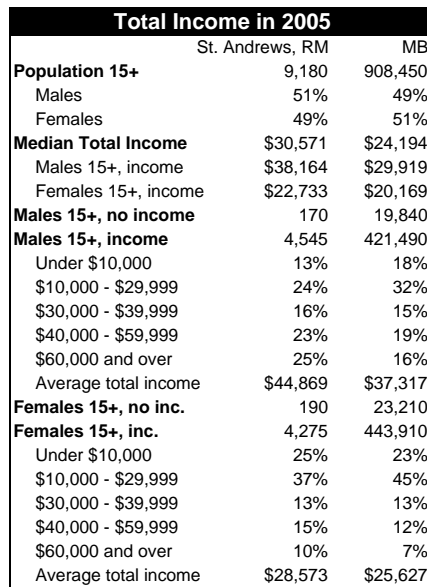 Total Income in 2005
St. Andrews, RM MB
Population 15+ 9,180 908,450
Males 51% 49%
Females 49% 51%
Median Total Income $30,571 $24,194
Males 15+, income $38,164 $29,919
Females 15+, income $22,733 $20,169
Males 15+, no income 170 19,840
Males 15+, income 4,545 421,490
Under $10,000 13% 18%
$10,000 - $29,999 24% 32%
$30,000 - $39,999 16% 15%
$40,000 - $59,999 23% 19%
$60,000 and over 25% 16%
Average total income $44,869 $37,317
Females 15+, no inc. 190 23,210
Females 15+, inc. 4,275 443,910
Under $10,000 25% 23%
$10,000 - $29,999 37% 45%
$30,000 - $39,999 13% 13%
$40,000 - $59,999 15% 12%
$60,000 and over 10% 7%
Average total income $28,573 $25,627